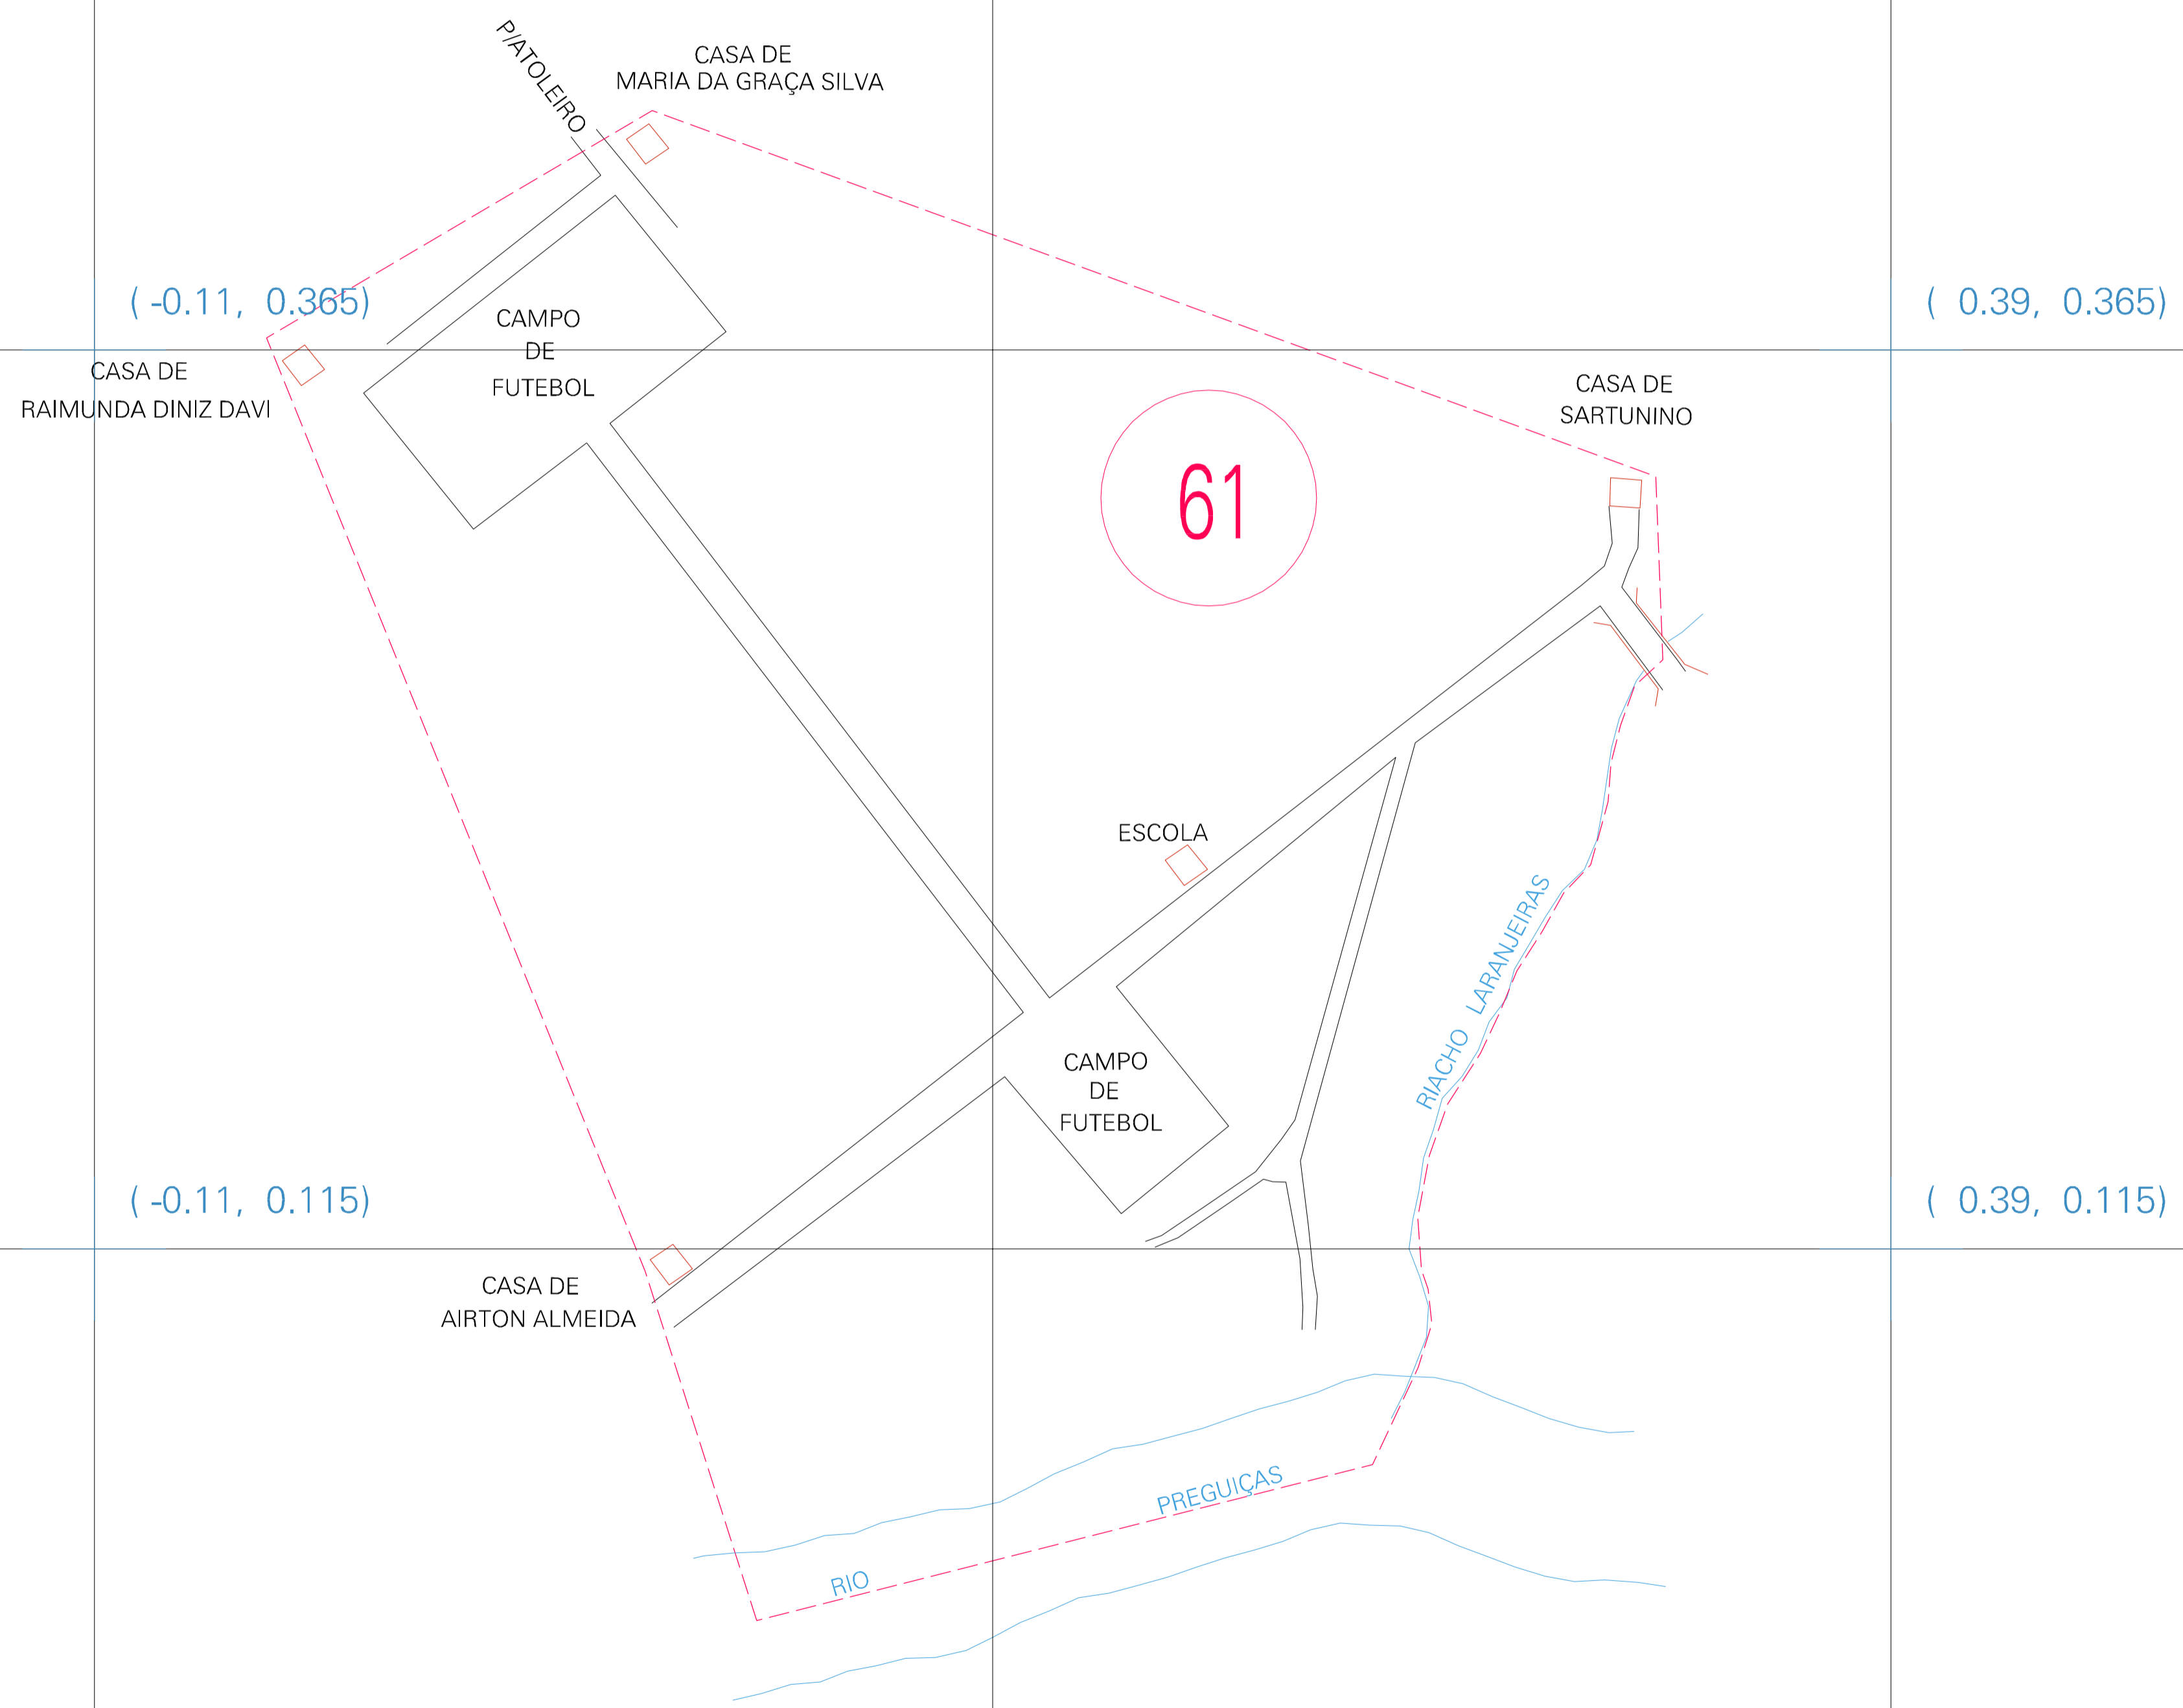 P/ATOLEIRO
CASA DE
MARIA DA GRAÇA SILVA
( -0.11, 0.365)
( 0.39, 0.365)
CAMPO
DE
FUTEBOL
CASA DE
RAIMUNDA DINIZ DAVI
CASA DE
SARTUNINO
61
ESCOLA
RIACHO LARANJEIRAS
CAMPO
DE
FUTEBOL
( -0.11, 0.115)
( 0.39, 0.115)
CASA DE
AIRTON ALMEIDA
RIO PREGUIÇAS